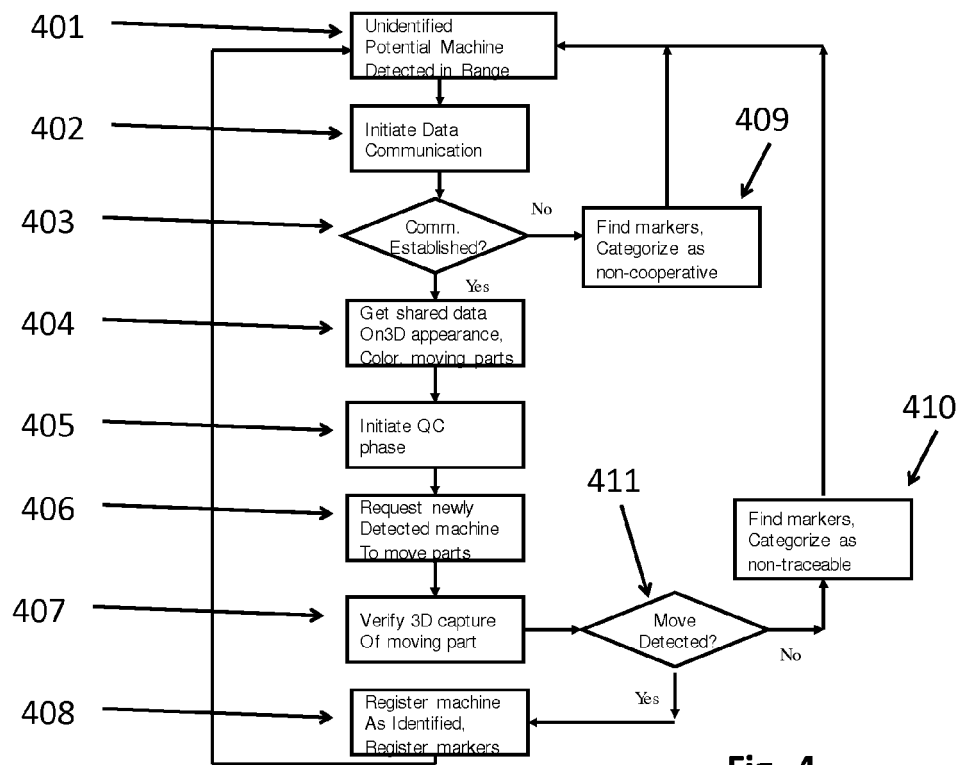 401
Unidentified
Potential Machine
Detected in Range
402
Initiate Data
Communication
409
403
Comm.
Established?
No
Find markers,
Categorize as
non-cooperative
Yes
404
Get shared data
On3D appearance,
Color, moving parts
405
Initiate QC
phase
410
406
Request newly
Detected machine
To move parts
411
Find markers,
Categorize as
non-traceable
407
Verify 3D capture
Of moving part
Move
Detected?
No
Yes
408
Register machine
As Identified,
Register markers
Fig. 4